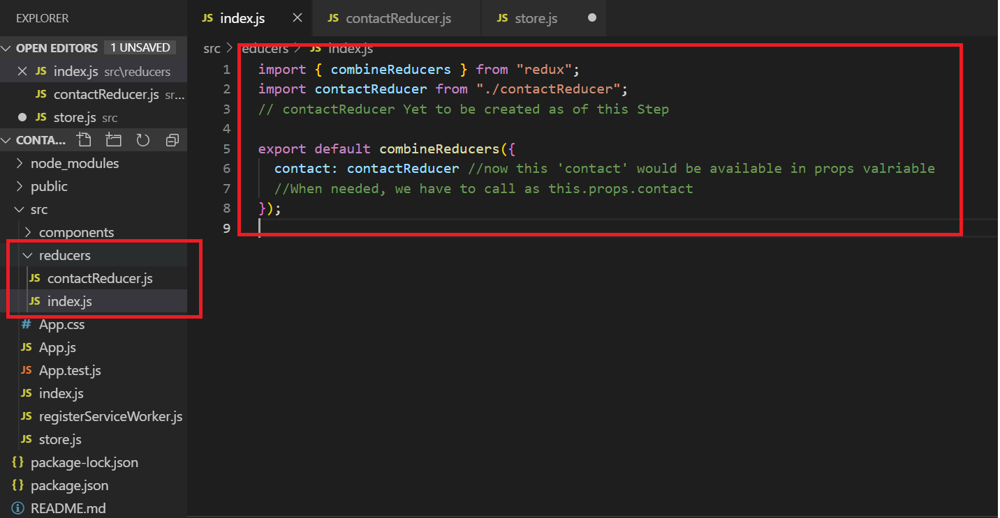 EXPLORER
OPEN EDITORS 1 UNSAVED
JS index.js src\reducers
JS contactReducer.js sr...
JS store.js src
CONTA...
node_modules
public
src
components
reducers
JS contactReducer.js
JS index.js
# App.css
JS App.js
JS App.test.js
JS index.js
JS registerServiceWorker.js
JS store.js
{} package-lock.json
{} package.json
README.md
JS index.js
JS contactReducer.js
JS store.js
src > educers > JS index.js
1 import { combineReducers } from "redux";
2 import contactReducer from "./contactReducer";
3 // contactReducer Yet to be created as of this Step
4
5 export default combineReducers({
6 contact: contactReducer //now this 'contact' would be available in props valriable
7 //When needed, we have to call as this.props.contact
8 });
9